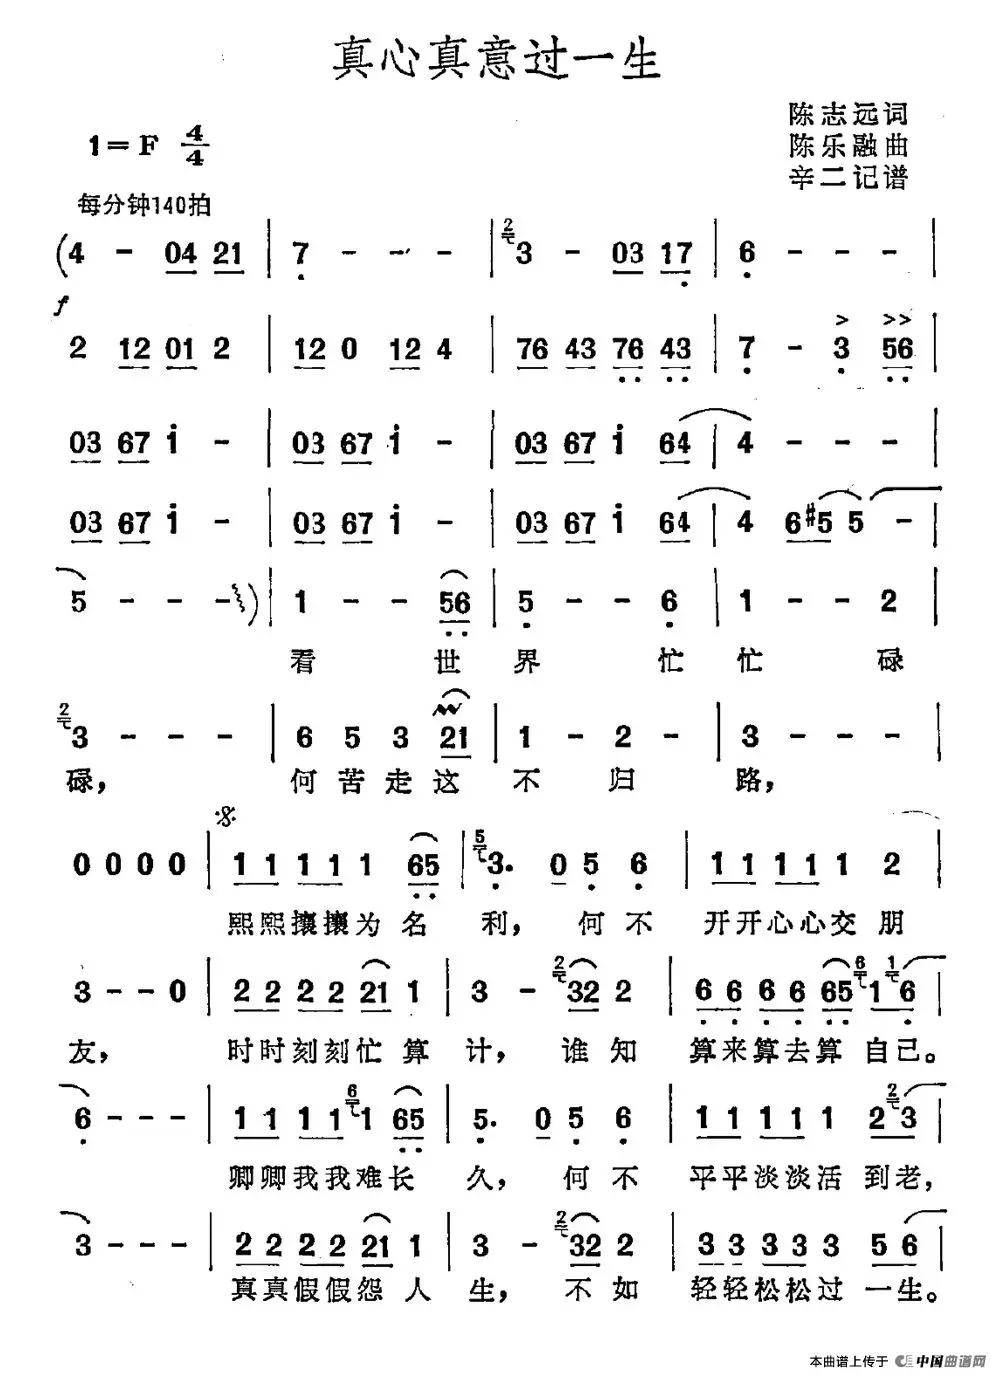 真心真意过一生
陈志远词
1=F 4/4
陈乐融曲
辛二记谱
每分钟140拍
(4 - 04 21 | 7 - - - | 2 3 - 03 17 | 6 - - - |
f
2 12 01 2 | 12 0 12 4 | 76 43 76 43 | 7 - 3 56 |
03 67 i - | 03 67 i - | 03 67 i 64 | 4 - - - |
03 67 i - | 03 67 i - | 03 67 i 64 | 4 6#5 5 - |
5 - - -) | 1 - - 56 | 5 - - 6 | 1 - - 2 |
看 世界 忙忙 碌
2 3 - - - | 6 5 3 21 | 1 - 2 - | 3 - - - |
碌, 何苦走这 不归路,
0 0 0 0 | 1 1 1 1 1 65 | 5 3. 0 5 6 | 1 1 1 1 1 2 |
熙熙攘攘为名利, 何不 开开心心交朋
3 - - 0 | 2 2 2 2 21 1 | 3 - 2 32 2 | 6 6 6 6 65 6 1 1 6 |
友, 时时刻刻忙算计, 谁知 算来算去算自己。
6 - - - | 1 1 1 1 6 1 65 | 5. 0 5 6 | 1 1 1 1 1 2 2 3 |
卿卿我我难长久, 何不 平平淡淡活到老,
3 - - - | 2 2 2 2 21 1 | 3 - 2 32 2 | 3 3 3 3 3 5 6 |
真真假假怨人生, 不如 轻轻松松过一生。
本曲谱上传于 中国曲谱网